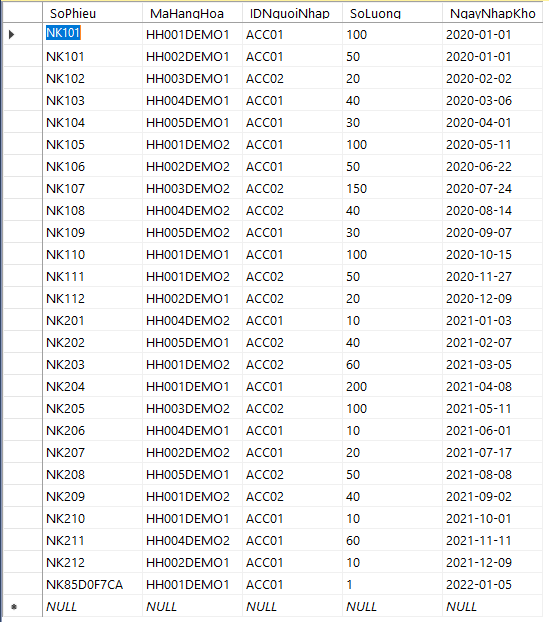 SoPhieu MaHangHoa IDNguoiNhap SoLuong NgayNhapKho
NK101 HH001DEMO1 ACC01 100 2020-01-01
NK101 HH002DEMO1 ACC01 50 2020-01-01
NK102 HH003DEMO1 ACC02 20 2020-02-02
NK103 HH004DEMO1 ACC01 40 2020-03-06
NK104 HH005DEMO1 ACC01 30 2020-04-01
NK105 HH001DEMO2 ACC01 100 2020-05-11
NK106 HH002DEMO2 ACC01 50 2020-06-22
NK107 HH003DEMO2 ACC02 150 2020-07-24
NK108 HH004DEMO2 ACC02 40 2020-08-14
NK109 HH005DEMO2 ACC01 30 2020-09-07
NK110 HH001DEMO1 ACC01 100 2020-10-15
NK111 HH001DEMO2 ACC02 50 2020-11-27
NK112 HH002DEMO1 ACC02 20 2020-12-09
NK201 HH004DEMO2 ACC01 10 2021-01-03
NK202 HH005DEMO1 ACC02 40 2021-02-07
NK203 HH001DEMO2 ACC02 60 2021-03-05
NK204 HH001DEMO1 ACC01 200 2021-04-08
NK205 HH003DEMO2 ACC02 100 2021-05-11
NK206 HH004DEMO1 ACC01 10 2021-06-01
NK207 HH002DEMO1 ACC01 20 2021-07-17
NK208 HH005DEMO1 ACC02 50 2021-08-08
NK209 HH001DEMO2 ACC02 40 2021-09-02
NK210 HH001DEMO1 ACC01 10 2021-10-01
NK211 HH004DEMO2 ACC01 60 2021-11-11
NK212 HH002DEMO1 ACC01 10 2021-12-09
NK85D0F7CA HH001DEMO1 ACC01 1 2022-01-05
NULL NULL NULL NULL NULL